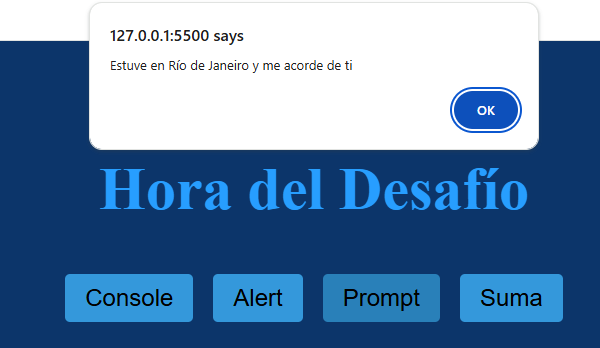 127.0.0.1:5500 says
Estuve en Río de Janeiro y me acorde de ti
OK
Hora del Desafío
Console Alert Prompt Suma